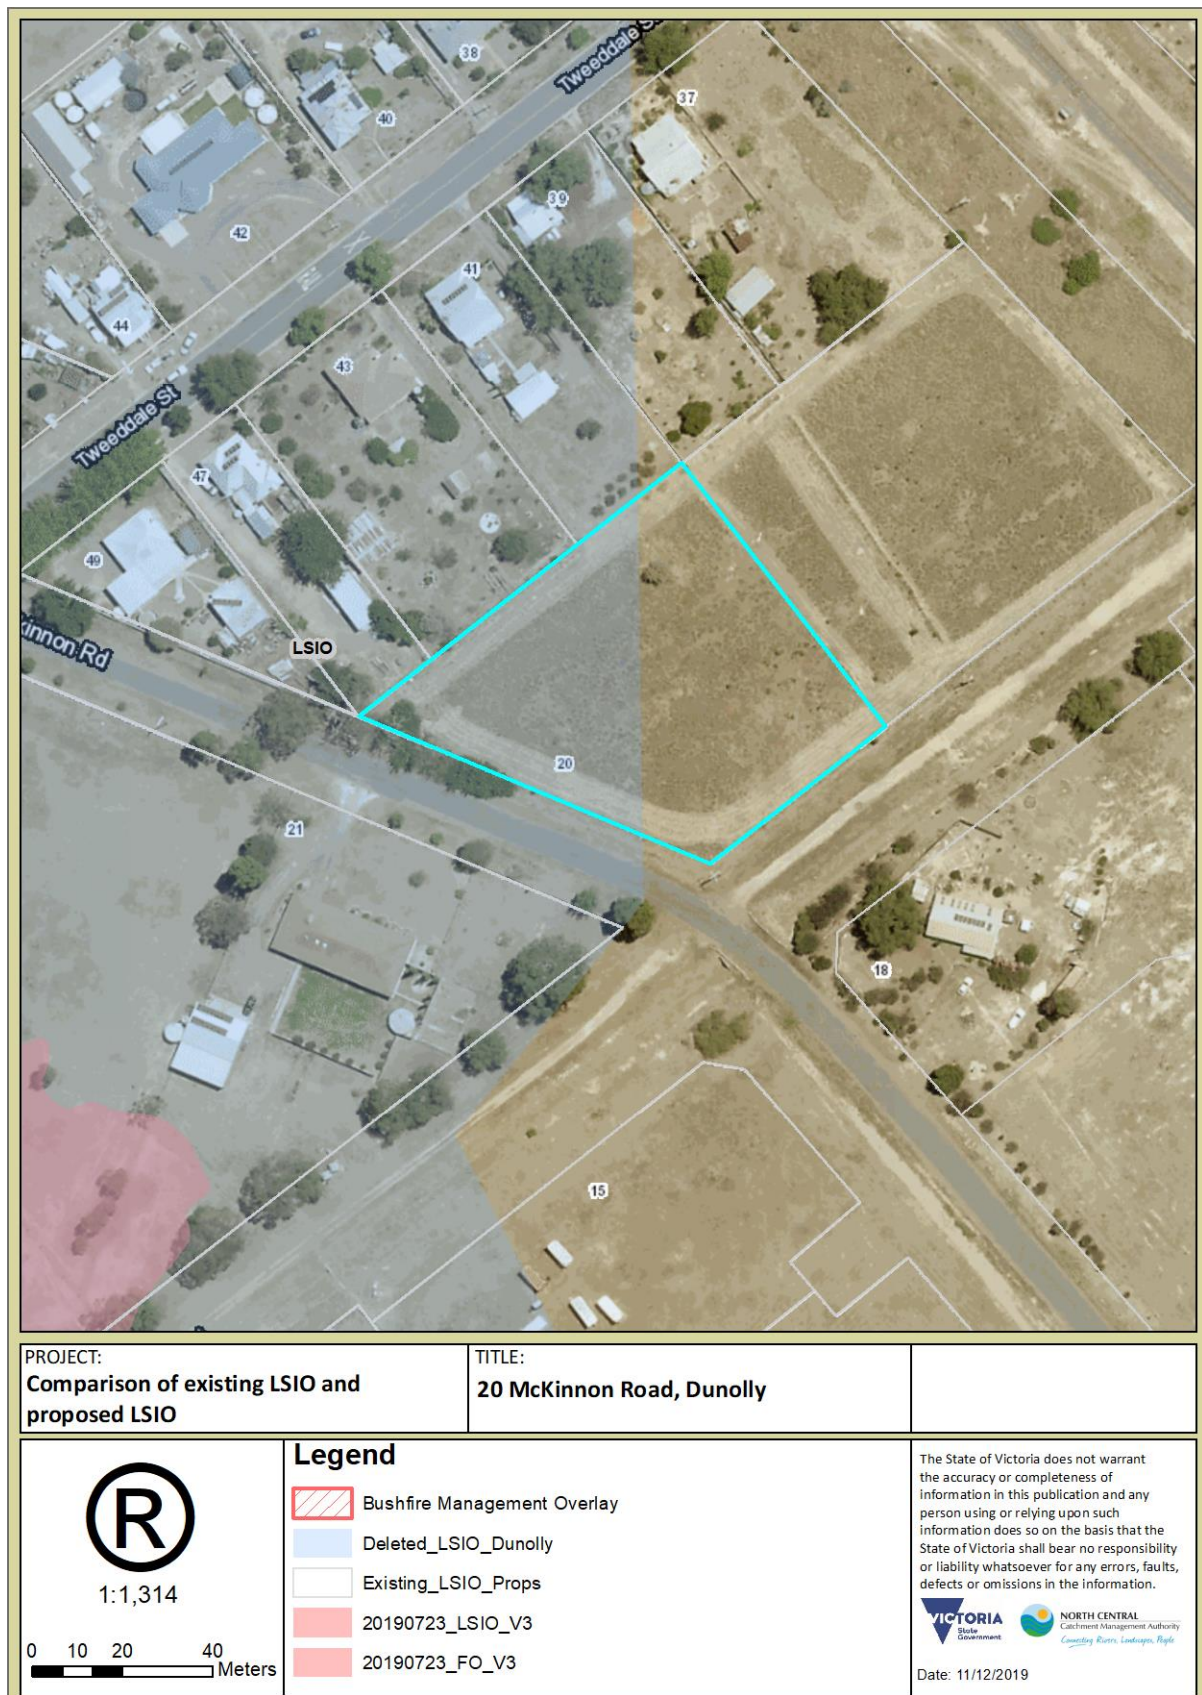 38
Tweeddale S
37
40
39
42
41
44
43
Tweeddale St
47
49
kinnon Rd
LSIO
20
21
18
15
PROJECT:
Comparison of existing LSIO and
proposed LSIO
TITLE:
20 McKinnon Road, Dunolly
R
1:1,314
0 10 20 40
Meters
Legend
Bushfire Management Overlay
Deleted_LSIO_Dunolly
Existing_LSIO_Props
20190723_LSIO_V3
20190723_FO_V3
The State of Victoria does not warrant
the accuracy or completeness of
information in this publication and any
person using or relying upon such
information does so on the basis that the
State of Victoria shall bear no responsibility
or liability whatsoever for any errors, faults,
defects or omissions in the information.
VICTORIA
State
Government
NORTH CENTRAL
Catchment Management Authority
Connecting Rivers, Landscapes, People
Date: 11/12/2019